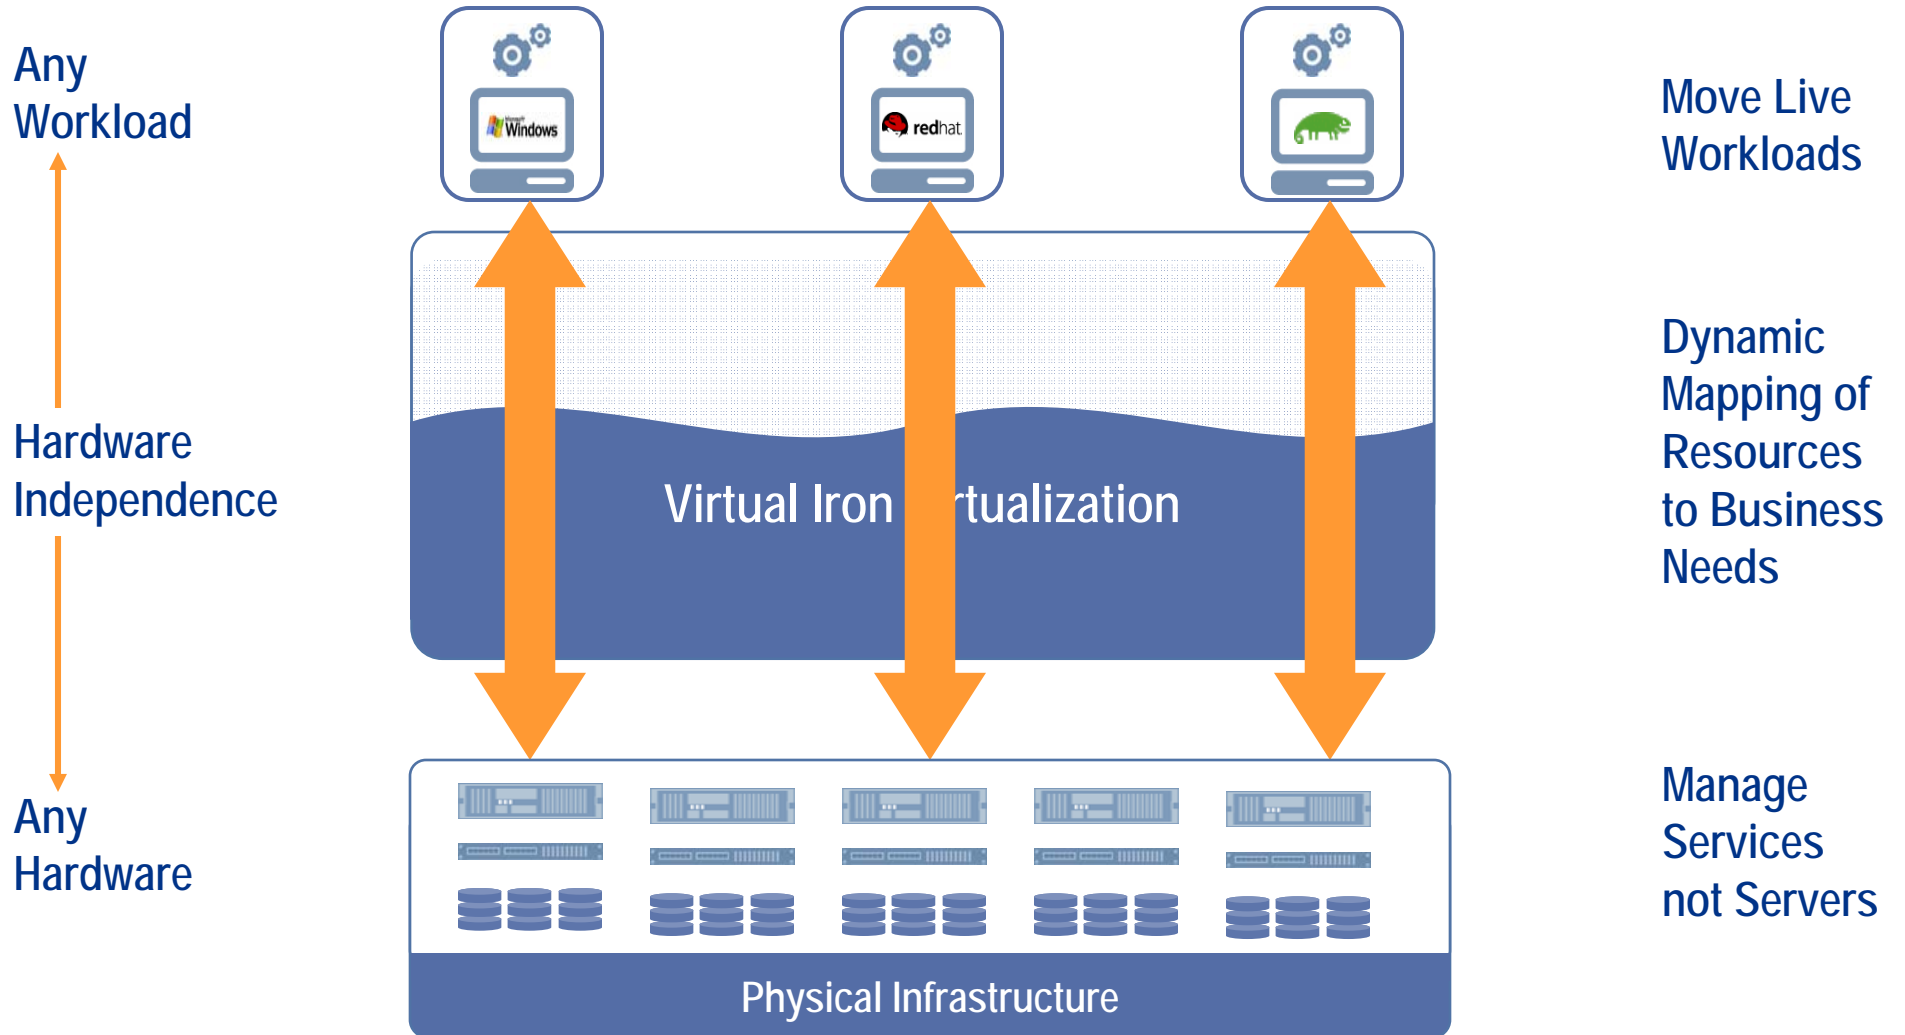 Any
Workload
Hardware
Independence
Any
Hardware
Windows
redhat
Virtual Iron rtualization
Physical Infrastructure
Move Live
Workloads
Dynamic
Mapping of
Resources
to Business
Needs
Manage
Services
not Servers